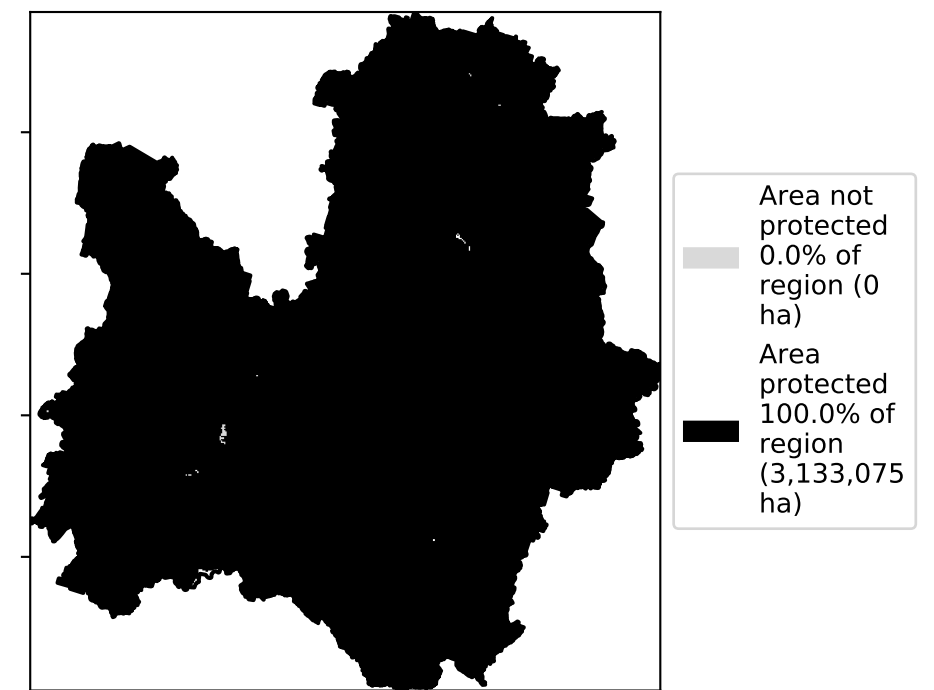 Area not
protected
0.0% of
region (0
ha)
Area
protected
100.0% of
region
(3,133,075
ha)